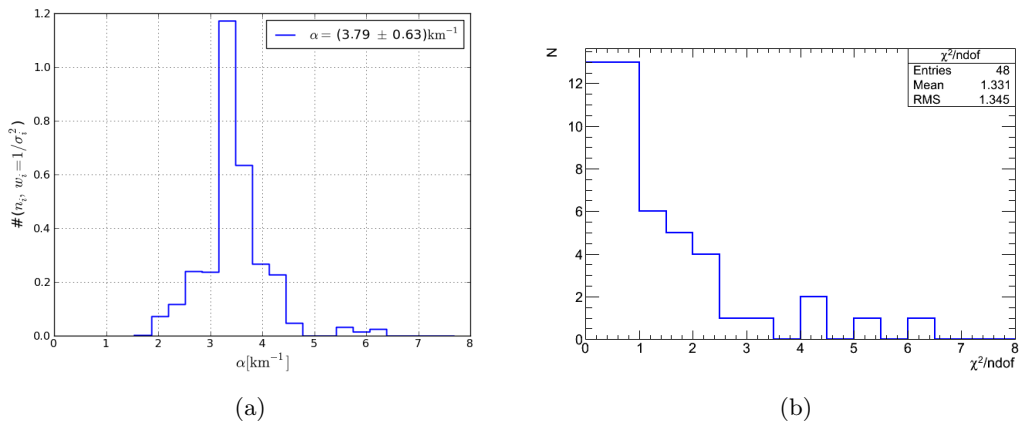 1.2
1.0
0.8
0.6
0.4
0.2
0.0
0 1 2 3 4 5 6 7 8
#(nᵢ, wᵢ = 1/σᵢ²)
α[km⁻¹]
α = (3.79 ± 0.63)km⁻¹
(a)
N
12
10
8
6
4
2
0
0 1 2 3 4 5 6 7 8
χ²/ndof
χ²/ndof
Entries 48
Mean 1.331
RMS 1.345
(b)